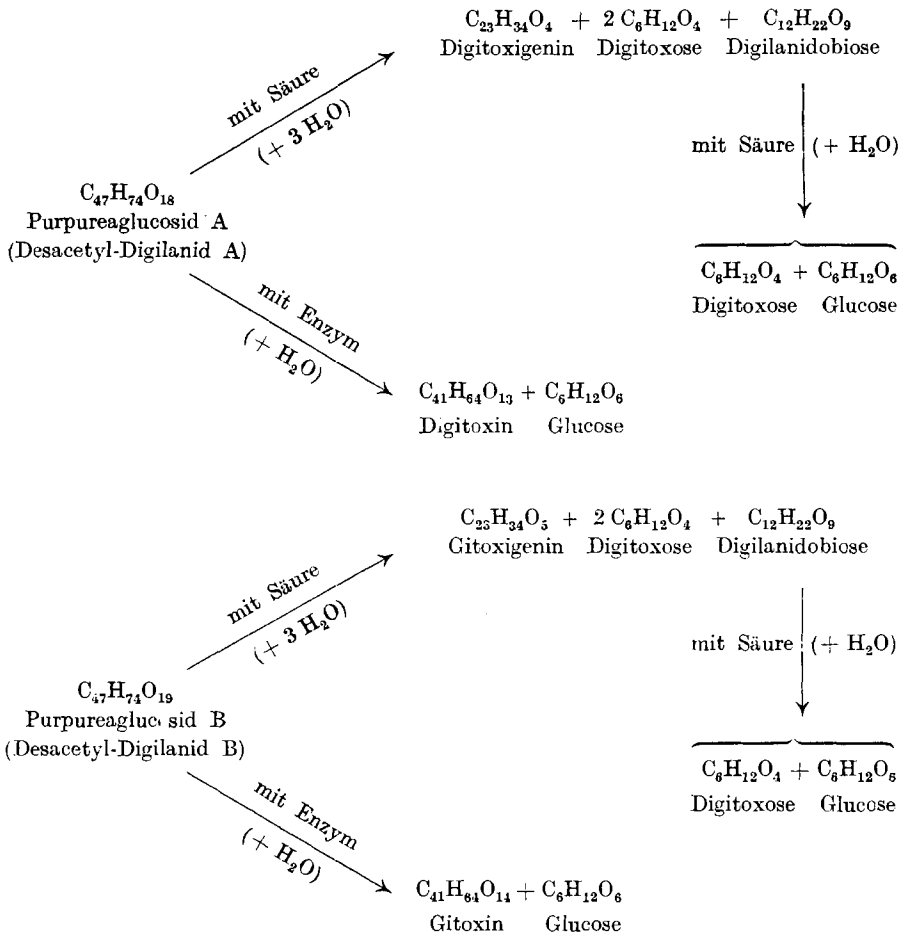 C₂₃H₃₄O₄ + 2 C₆H₁₂O₄ + C₁₂H₂₂O₉
Digitoxigenin Digitoxose Digilanidobiose
mit Säure
(+ 3 H₂O)
mit Säure (+ H₂O)
C₄₇H₇₄O₁₈
Purpureaglucosid A
(Desacetyl-Digilanid A)
C₆H₁₂O₄ + C₆H₁₂O₆
Digitoxose Glucose
mit Enzym
(+ H₂O)
C₄₁H₆₄O₁₃ + C₆H₁₂O₆
Digitoxin Glucose
C₂₃H₃₄O₅ + 2 C₆H₁₂O₄ + C₁₂H₂₂O₉
Gitoxigenin Digitoxose Digilanidobiose
mit Säure
(+ 3 H₂O)
mit Säure (+ H₂O)
C₄₇H₇₄O₁₉
Purpureaglucosid B
(Desacetyl-Digilanid B)
C₆H₁₂O₄ + C₆H₁₂O₆
Digitoxose Glucose
mit Enzym
(+ H₂O)
C₄₁H₆₄O₁₄ + C₆H₁₂O₆
Gitoxin Glucose